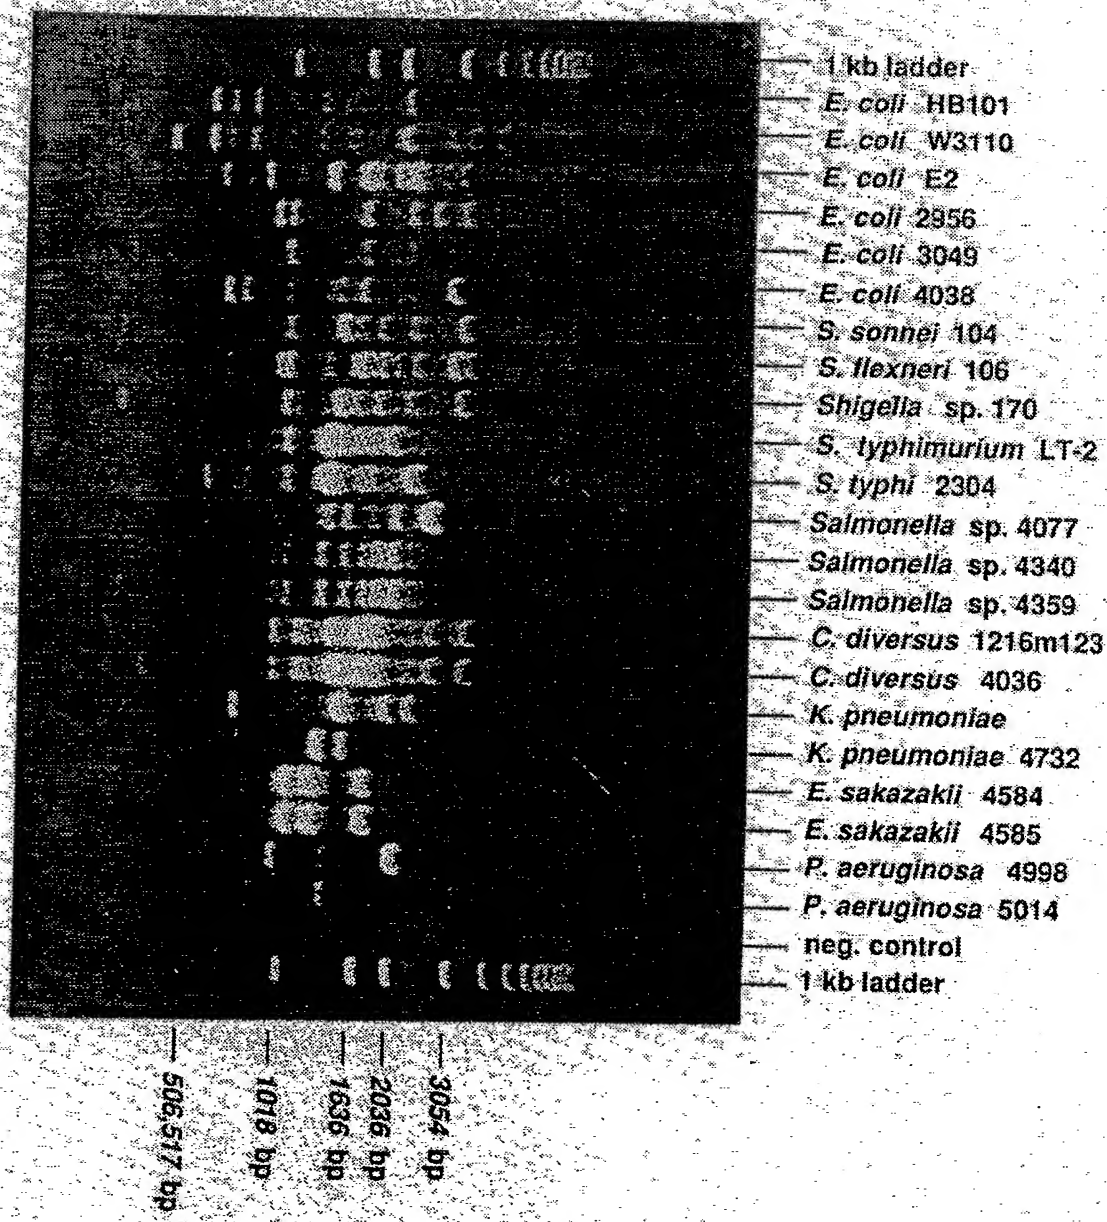 1 kb ladder
E. coli HB101
E. coli W3110
E. coli E2
E. coli 2956
E. coli 3049
E. coli 4038
S. sonnei 104
S. flexneri 106
Shigella sp. 170
S. typhimurium LT-2
S. typhi 2304
Salmonella sp. 4077
Salmonella sp. 4340
Salmonella sp. 4359
C. diversus 1216m123
C. diversus 4036
K. pneumoniae
K. pneumoniae 4732
E. sakazakii 4584
E. sakazakii 4585
P. aeruginosa 4998
P. aeruginosa 5014
neg. control
1 kb ladder
506,517 bp
1018 bp
1636 bp
2036 bp
3054 bp